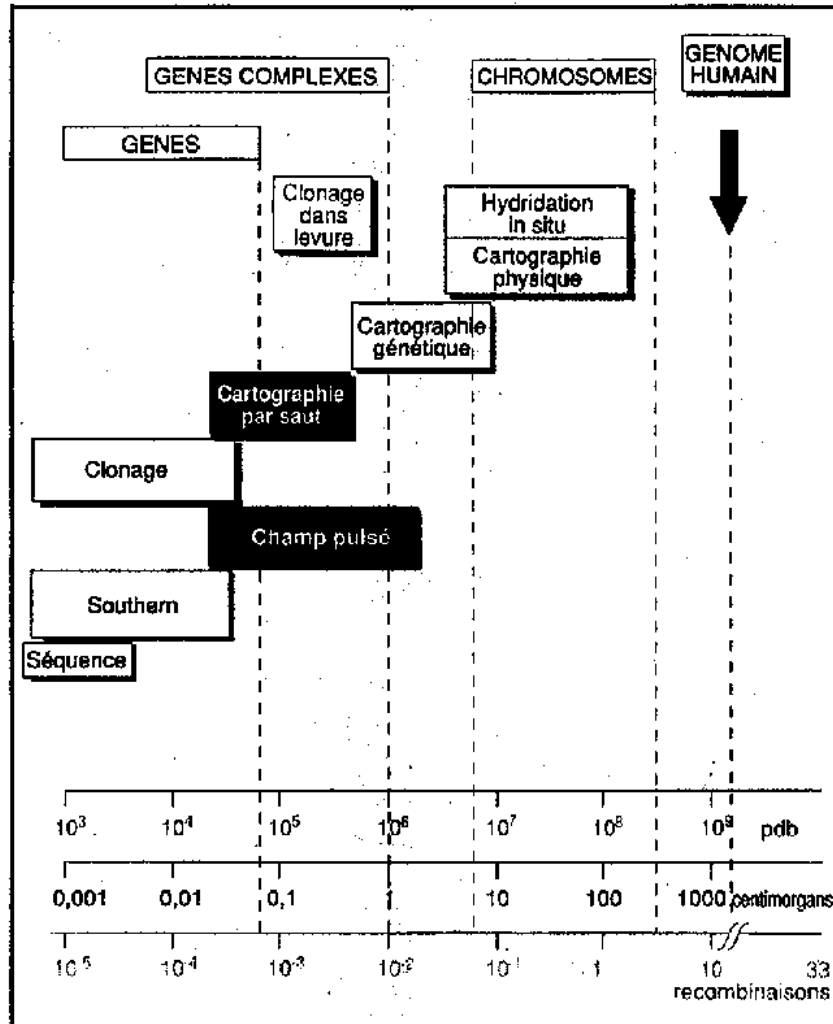 GENES COMPLEXES
CHROMOSOMES
GENOME
HUMAIN
GENES
Clonage
dans
levure
Hydridation
in situ
Cartographie
physique
Cartographie
génétique
Cartographie
par saut
Clonage
Champ pulsé
Southern
Séquence
10³ 10⁴ 10⁵ 10⁶ 10⁷ 10⁸ 10⁹ pdb
0,001 0,01 0,1 1 10 100 1000 centimorgans
10⁻⁵ 10⁻⁴ 10⁻³ 10⁻² 10⁻¹ 1 10 33
recombinaisons